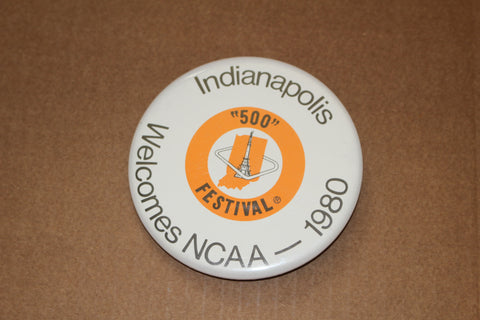 Indianapolis
Welcomes NCAA — 1980
"500"
FESTIVAL®